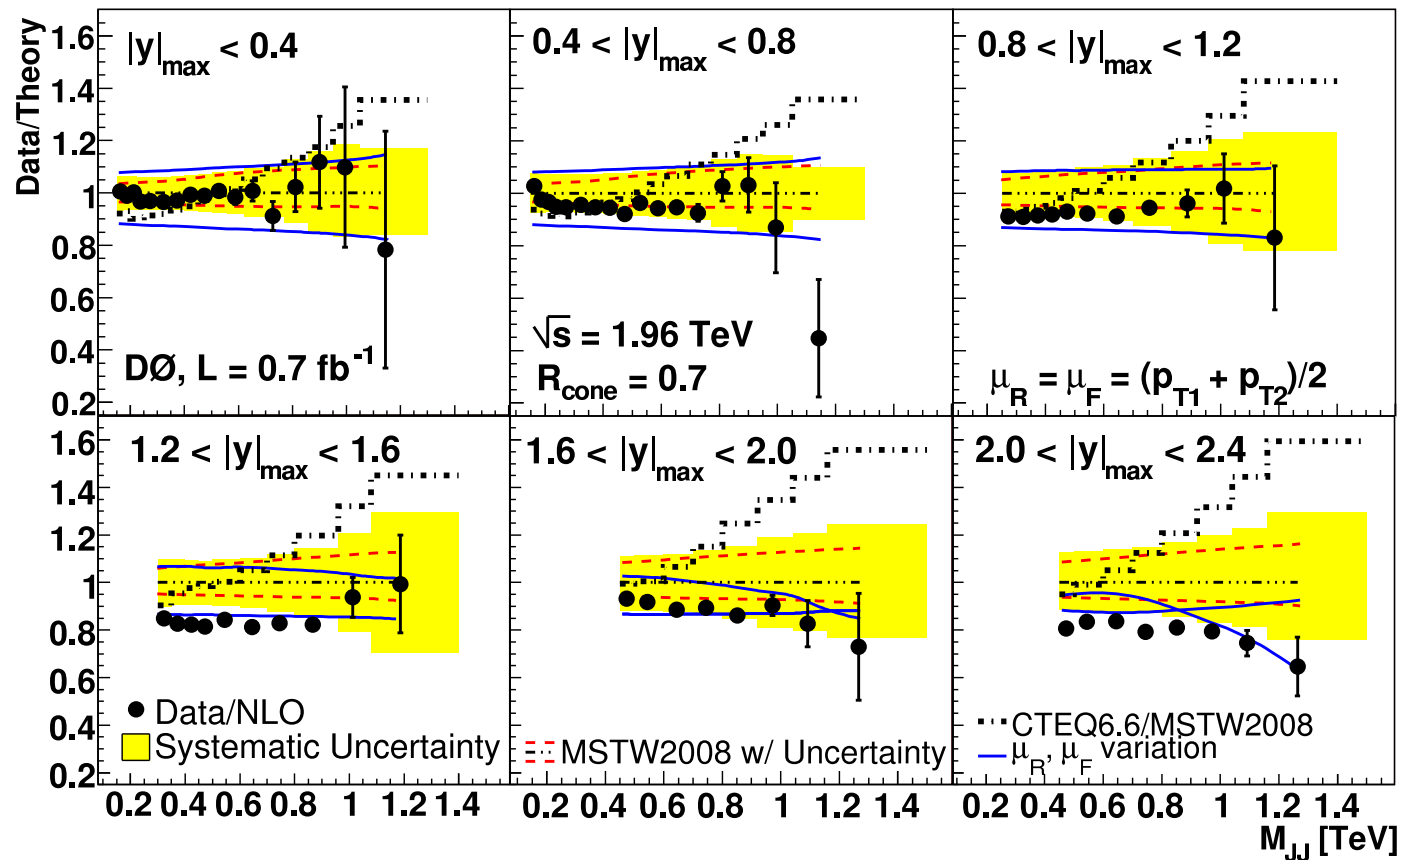 Data/Theory
1.6
1.4
1.2
1
0.8
0.6
0.4
0.2
|y|max < 0.4
DØ, L = 0.7 fb-1
0.4 < |y|max < 0.8
√s = 1.96 TeV
Rcone = 0.7
0.8 < |y|max < 1.2
μR = μF = (pT1 + pT2)/2
1.6
1.4
1.2
1
0.8
0.6
0.4
0.2
1.2 < |y|max < 1.6
Data/NLO
Systematic Uncertainty
1.6 < |y|max < 2.0
MSTW2008 w/ Uncertainty
2.0 < |y|max < 2.4
CTEQ6.6/MSTW2008
μR, μF variation
0.2 0.4 0.6 0.8 1 1.2 1.4
0.2 0.4 0.6 0.8 1 1.2 1.4
0.2 0.4 0.6 0.8 1 1.2 1.4 1.6
MJJ [TeV]